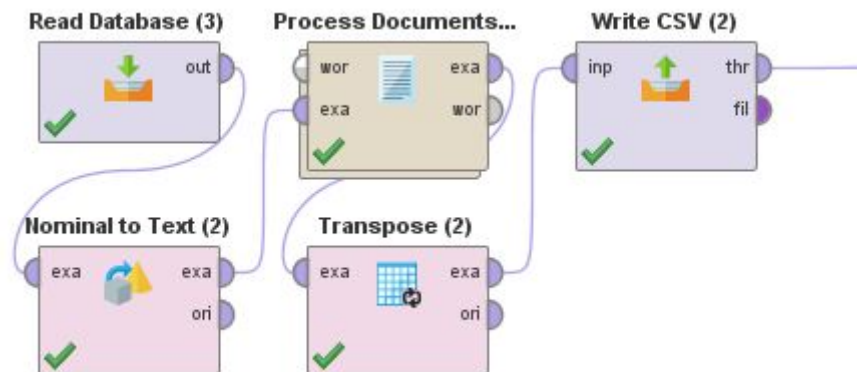 Read Database (3)
Process Documents...
Write CSV (2)
out
wor
exa
exa
wor
inp
thr
fil
Nominal to Text (2)
Transpose (2)
exa
exa
ori
exa
exa
ori